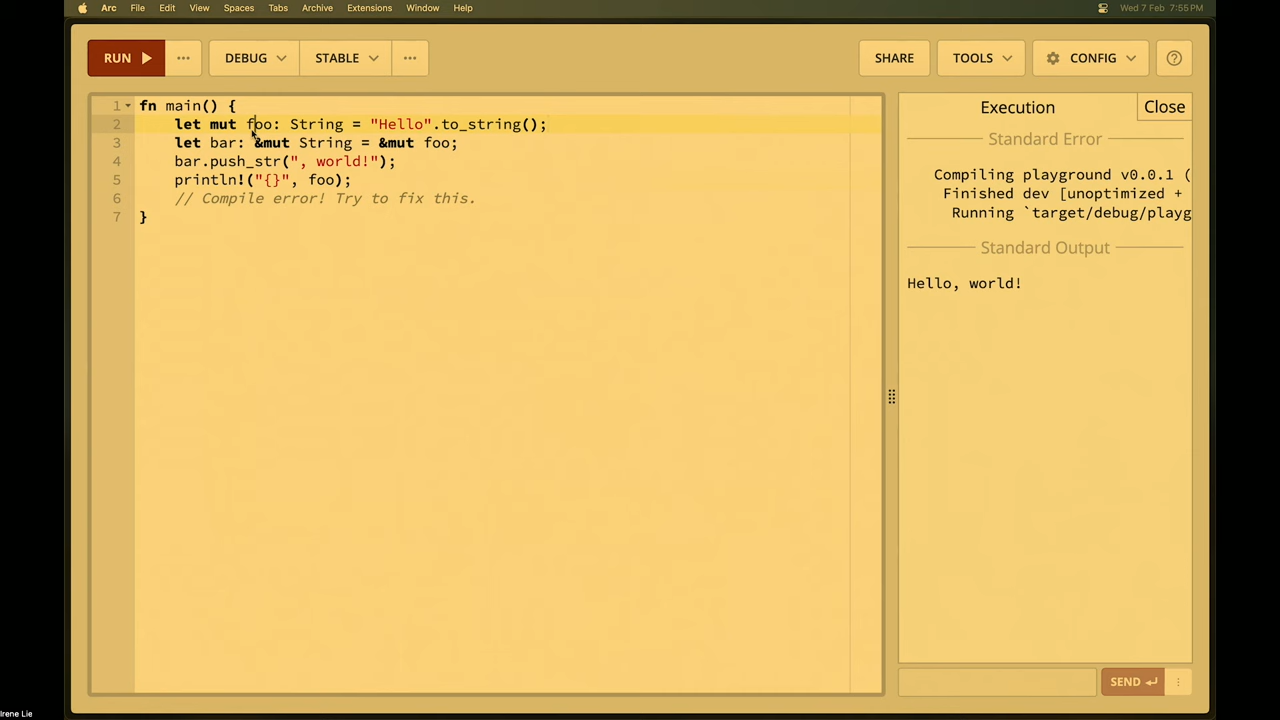 Arc File Edit View Spaces Tabs Archive Extensions Window Help Wed 7 Feb 7:55 PM
RUN ··· DEBUG STABLE ··· SHARE TOOLS CONFIG ?
1 fn main() {
2 let mut foo: String = "Hello".to_string();
3 let bar: &mut String = &mut foo;
4 bar.push_str(", world!");
5 println!("{}", foo);
6 // Compile error! Try to fix this.
7 }
Execution Close
Standard Error
Compiling playground v0.0.1 (
Finished dev [unoptimized +
Running `target/debug/playg
Standard Output
Hello, world!
SEND
Irene Lie